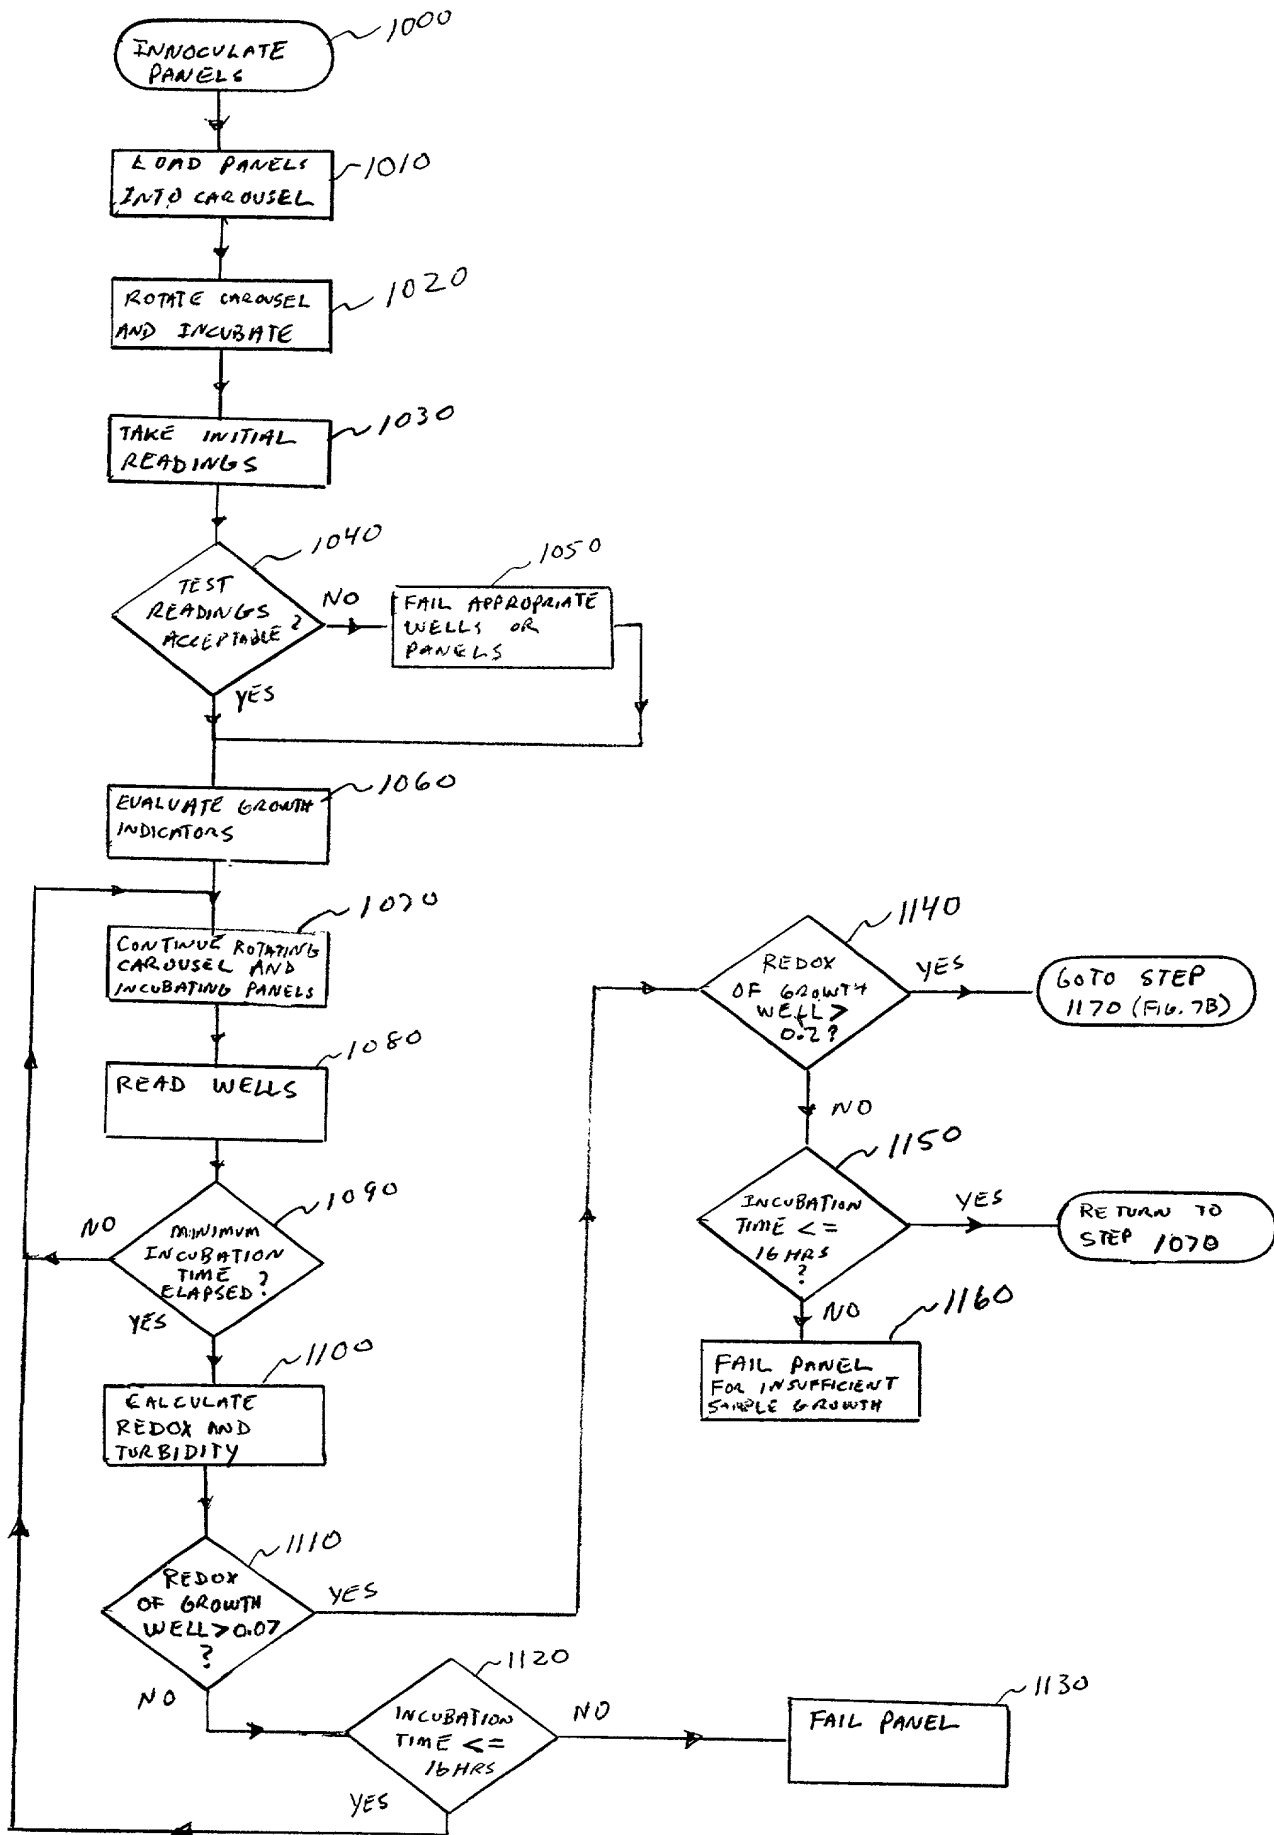 1000
INNOCULATE
PANELS
LOAD PANELS
INTO CAROUSEL
1010
ROTATE CAROUSEL
AND INCUBATE
1020
TAKE INITIAL
READINGS
1030
1040
TEST
READINGS
ACCEPTABLE?
NO
1050
FAIL APPROPRIATE
WELLS OR
PANELS
YES
1060
EVALUATE GROWTH
INDICATORS
1070
CONTINUE ROTATING
CAROUSEL AND
INCUBATING PANELS
1080
READ WELLS
1090
NO
MINIMUM
INCUBATION
TIME
ELAPSED?
YES
1100
CALCULATE
REDOX AND
TURBIDITY
1110
REDOX
OF GROWTH
WELL > 0.07
?
YES
NO
1120
INCUBATION
TIME <=
16 HRS
NO
YES
1130
FAIL PANEL
1140
REDOX
OF GROWTH
WELL >
0.2?
YES
GOTO STEP
1170 (FIG. 7B)
NO
1150
INCUBATION
TIME <=
16 HRS
?
YES
RETURN TO
STEP 1070
NO
1160
FAIL PANEL
FOR INSUFFICIENT
SAMPLE GROWTH